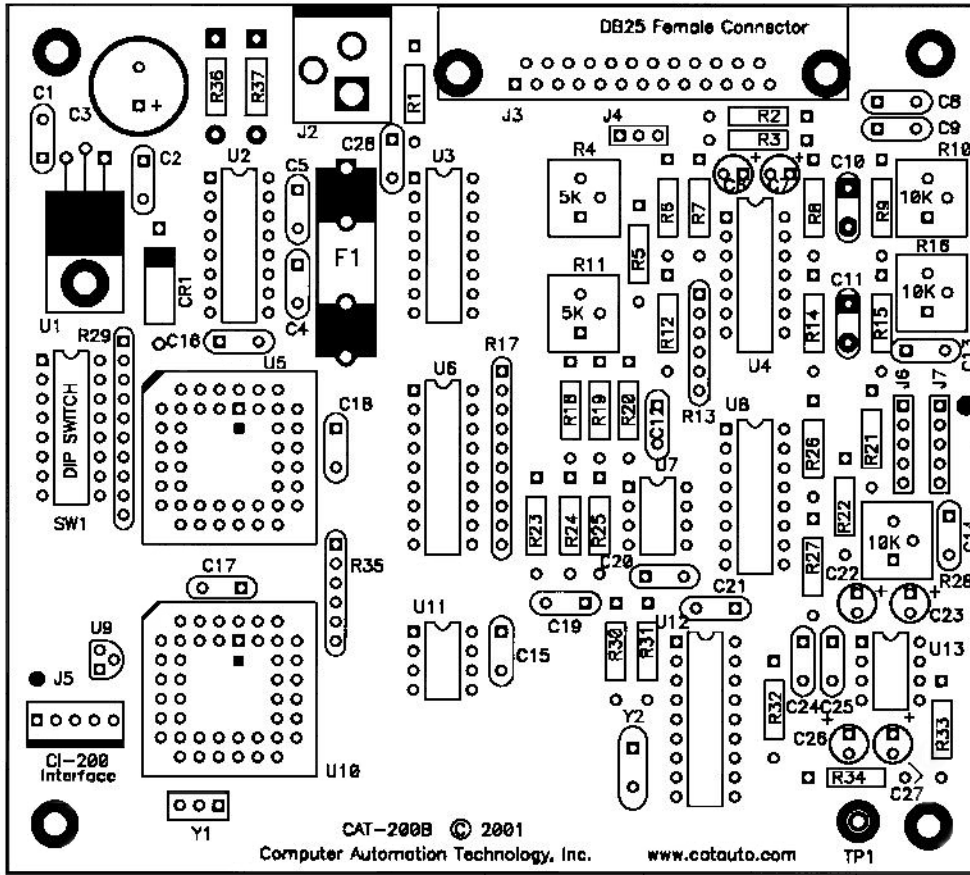 DB25 Female Connector
C1
C3
+
R36
R37
J2
R1
J3
J4
R2
R3
C8
C9
C2
U2
C5
C28
U3
R4
5K
R6
R7
+
+
C6
C7
C10
R8
R9
R10
10K
F1
R5
R16
10K
U1
CR1
C4
R11
5K
R12
C11
R14
R15
R29
C16
U5
R17
U4
C13
U6
R13
J6
J7
DIP SWITCH
SW1
C18
R18
R19
R20
C12
U7
U8
R26
R21
R22
R23
R24
R25
10K
C14
R28
R27
C17
R35
C20
C22
+
+
C23
U9
U11
C15
C19
C21
U12
R30
R31
U13
J5
R32
C24
C25
R33
CI-200
Interface
U10
Y2
+
+
C26
R34
C27
Y1
CAT-200B © 2001
Computer Automation Technology, Inc.
www.catauto.com
TP1